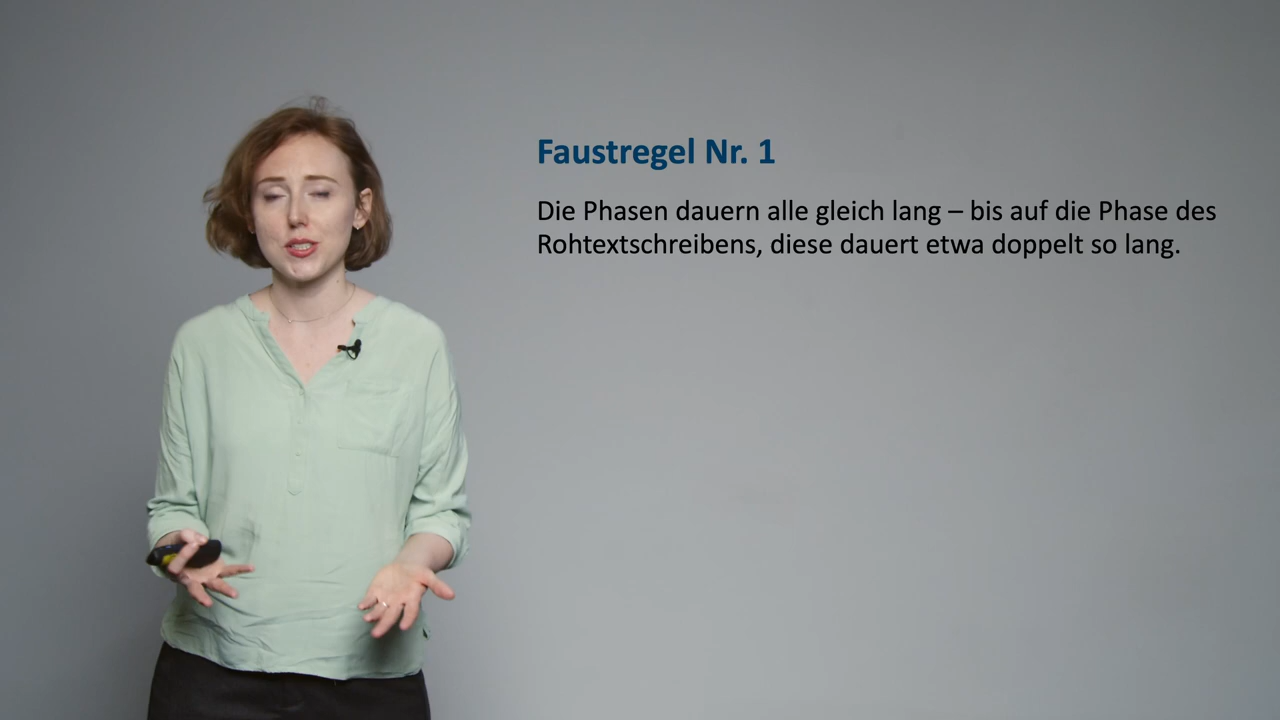 Faustregel Nr. 1
Die Phasen dauern alle gleich lang – bis auf die Phase des
Rohtextschreibens, diese dauert etwa doppelt so lang.